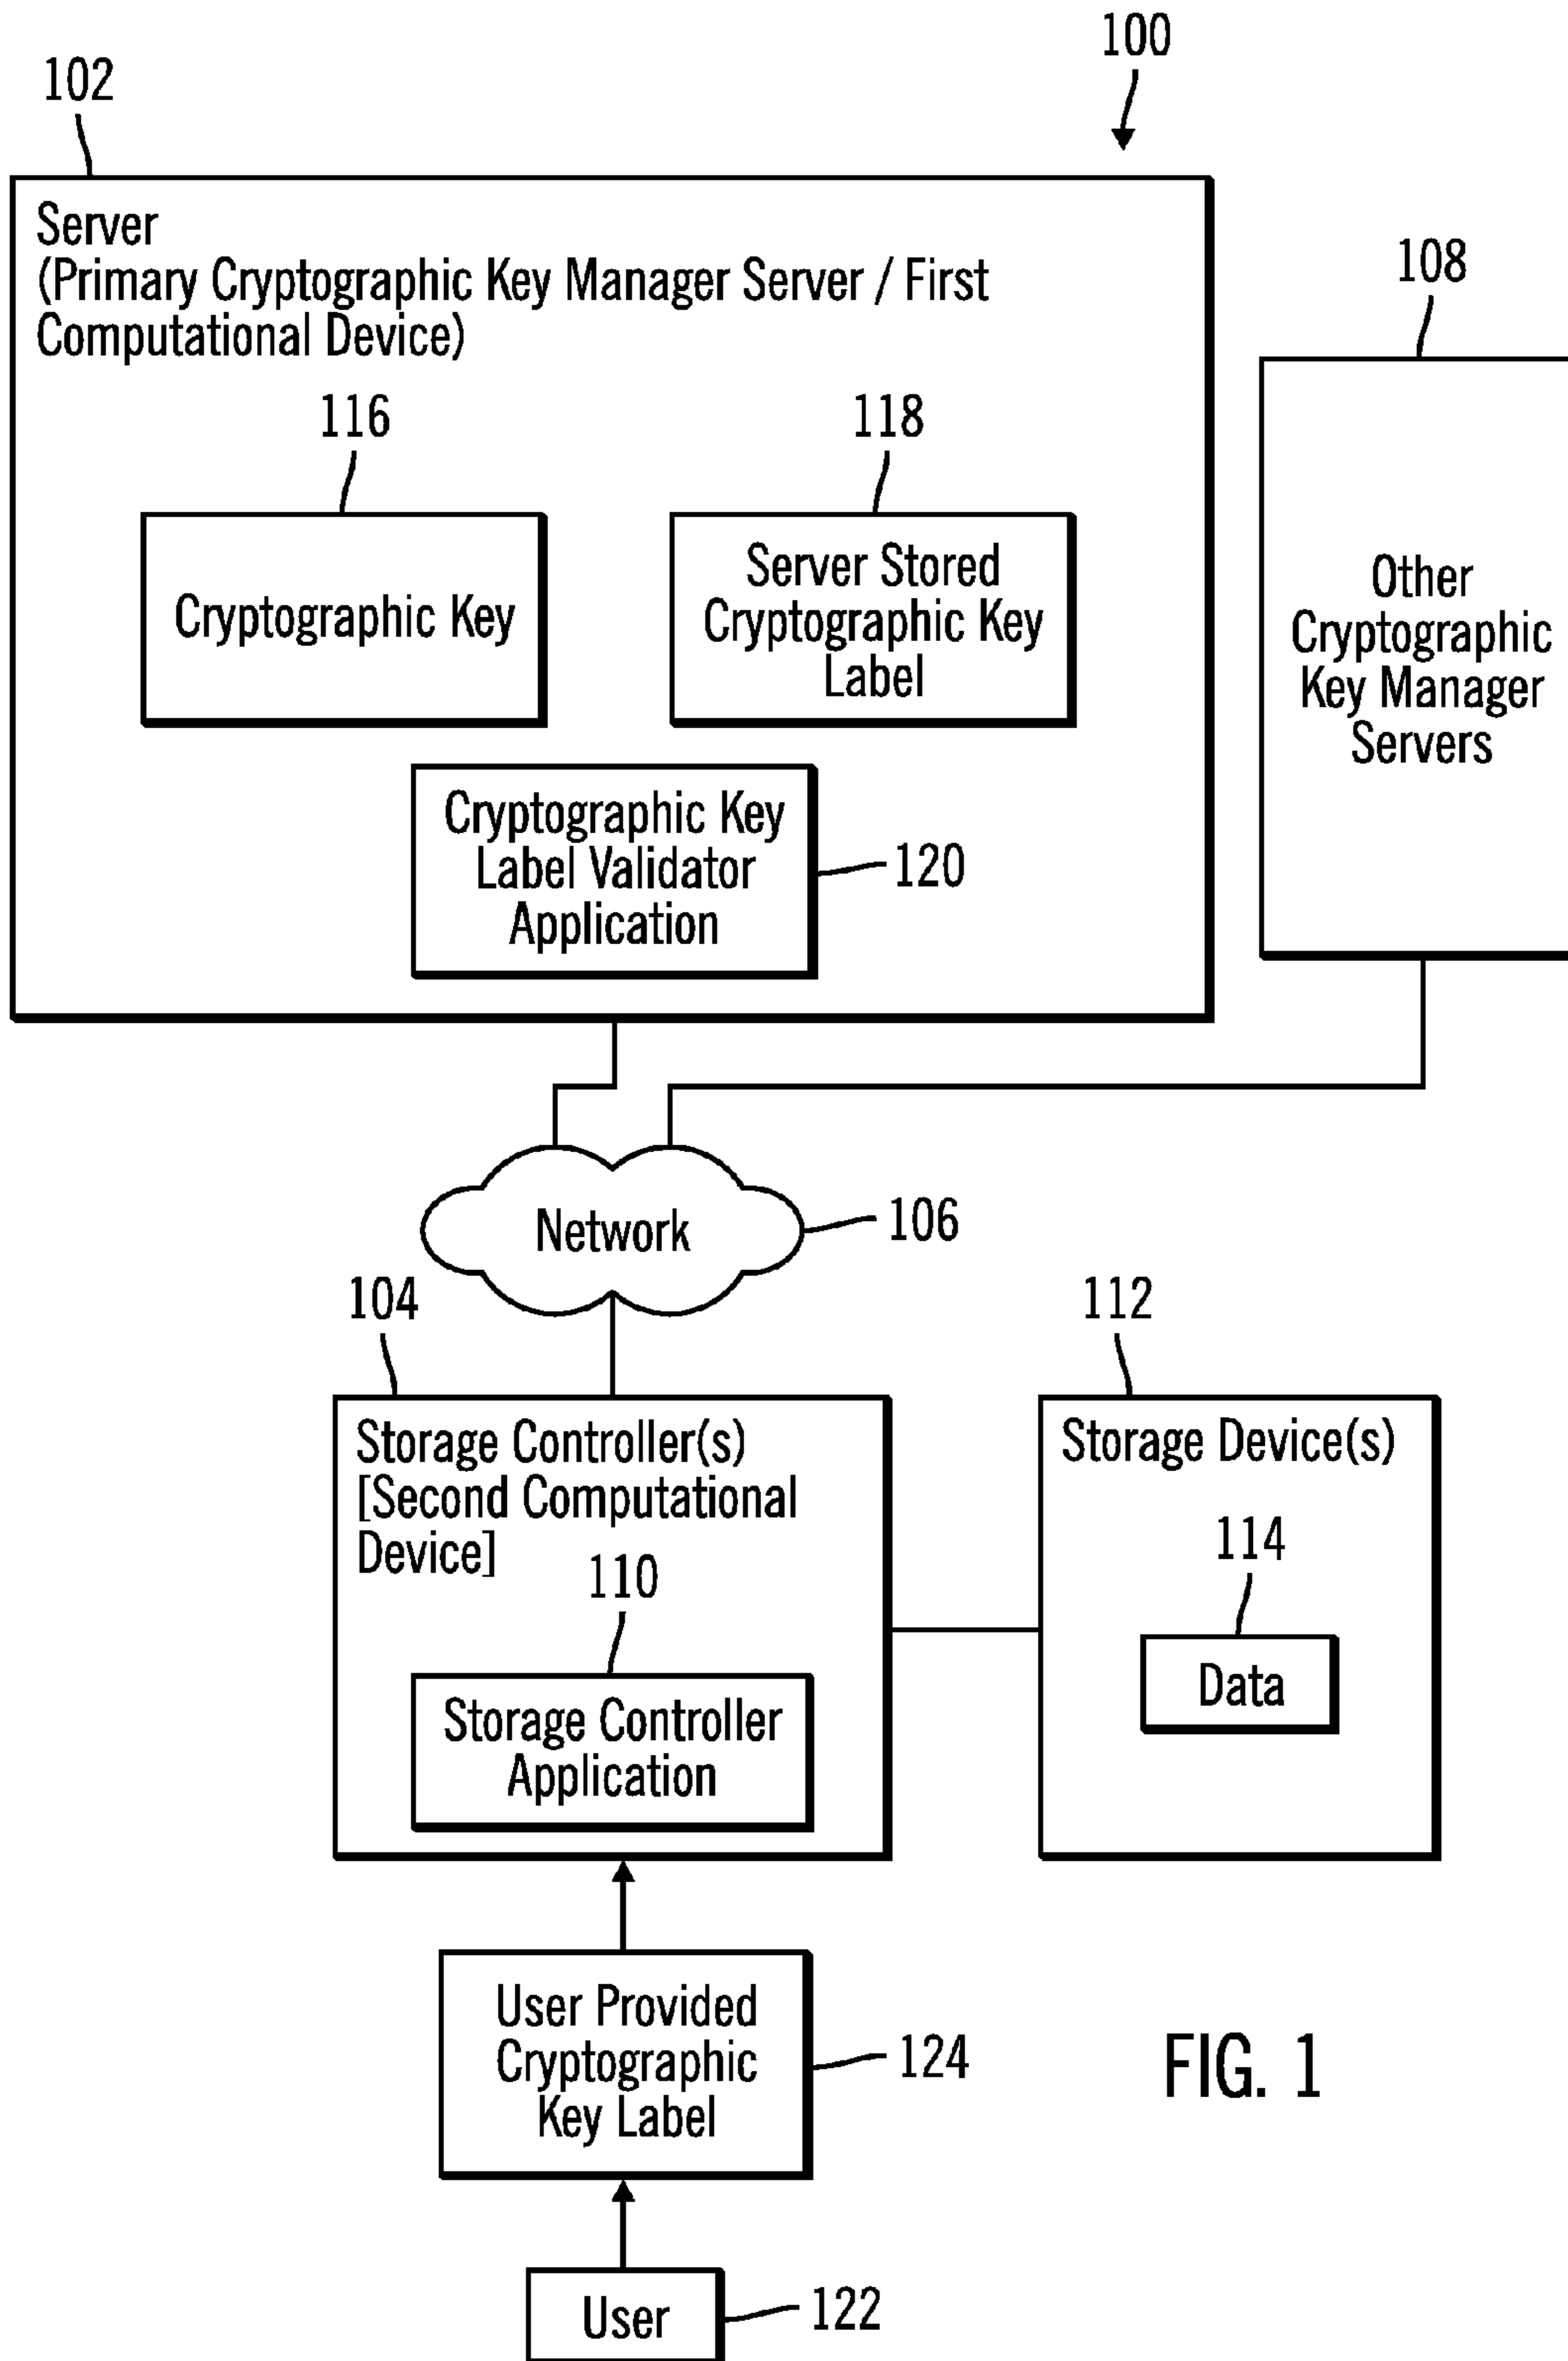 100
102
Server
(Primary Cryptographic Key Manager Server / First
Computational Device)
108
116
118
Cryptographic Key
Server Stored
Cryptographic Key
Label
Other
Cryptographic
Key Manager
Servers
Cryptographic Key
Label Validator
Application
120
Network
106
104
112
Storage Controller(s)
[Second Computational
Device]
Storage Device(s)
110
114
Storage Controller
Application
Data
User Provided
Cryptographic
Key Label
124
FIG. 1
User
122